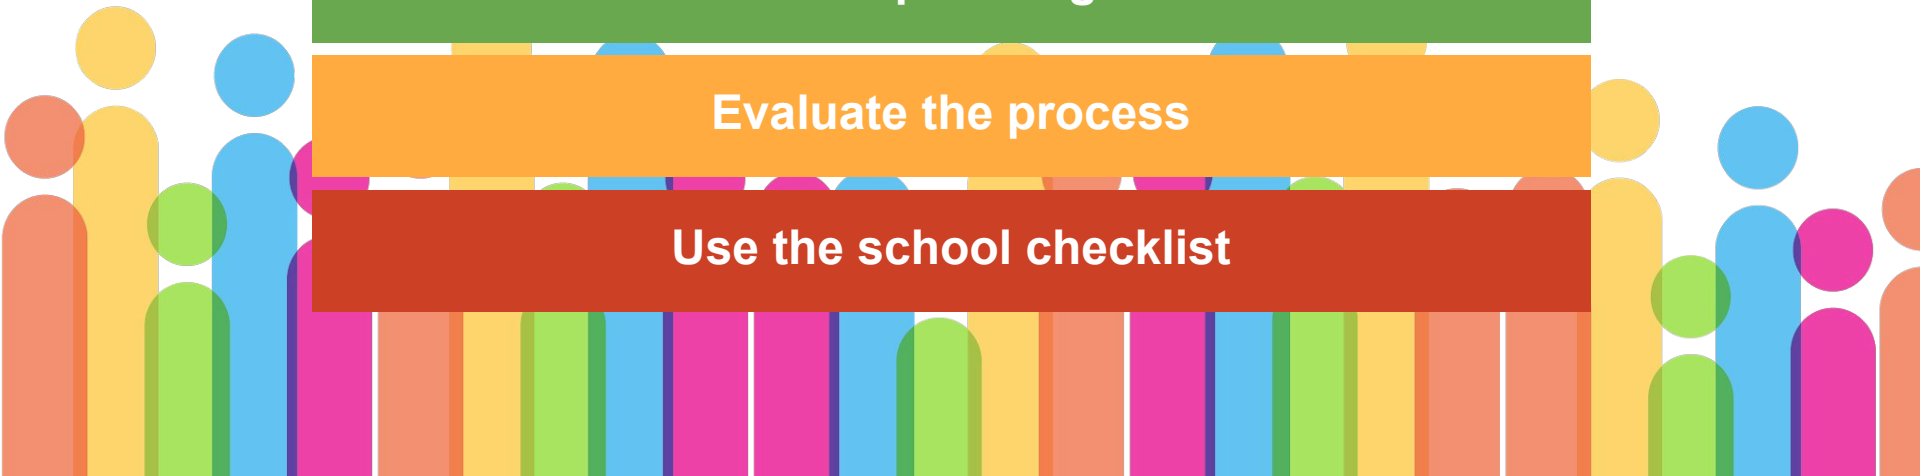 Evaluate the process
Use the school checklist